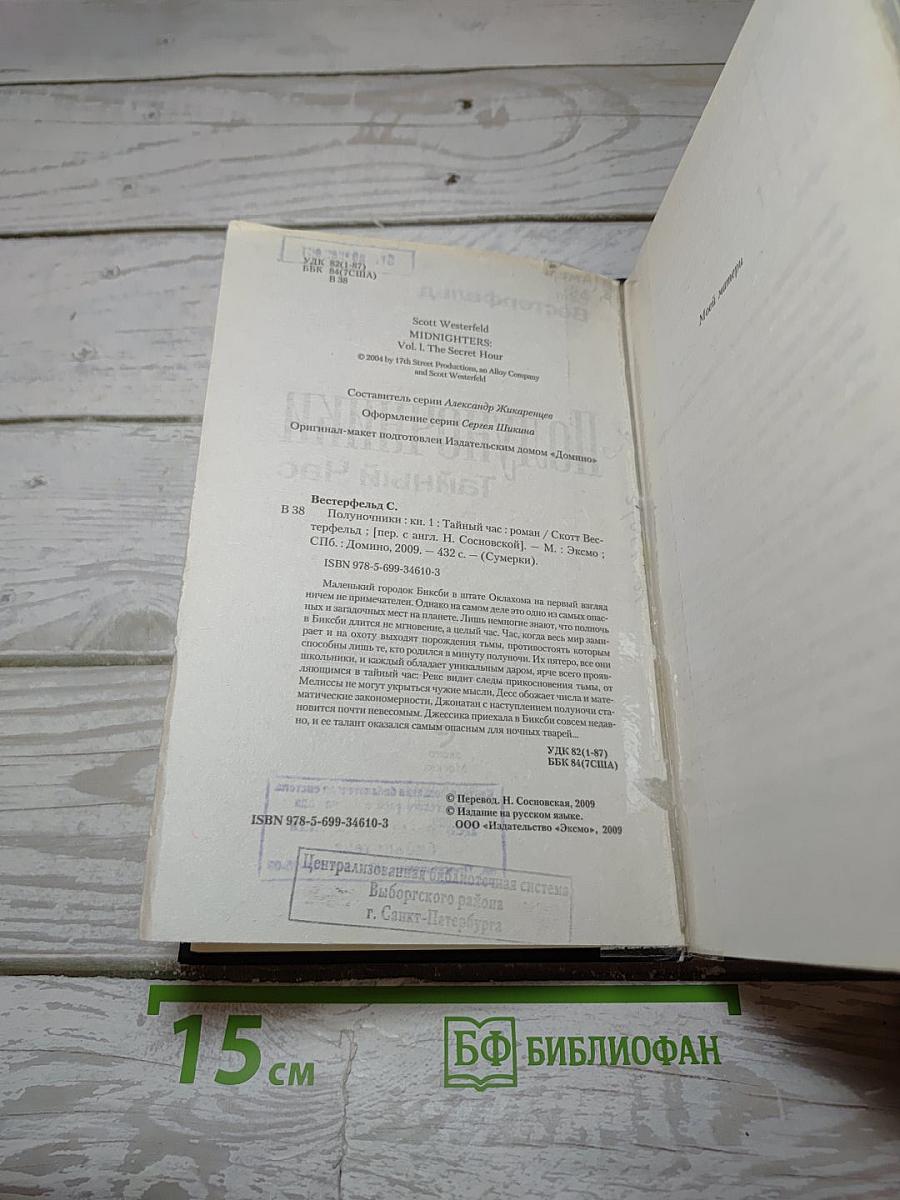 УДК 82(1-87)
ББК 84(7США)
В 38
Scott Westerfeld
MIDNIGHTERS:
Vol. I. The Secret Hour
© 2004 by 17th Street Productions, an Alloy Company
and Scott Westerfeld
Составитель серии Александр Жикаренцев
Оформление серии Сергея Шикина
Оригинал-макет подготовлен Издательским домом «Домино»
Вестерфельд С.
В 38 Полуночники : кн. 1 : Тайный час : роман / Скотт Вес-
терфельд ; [пер. с англ. Н. Сосновской]. — М. : Эксмо ;
СПб. : Домино, 2009. — 432 с. — (Сумерки).
ISBN 978-5-699-34610-3
Маленький городок Биксби в штате Оклахома на первый взгляд
ничем не примечателен. Однако на самом деле это одно из самых опас-
ных и загадочных мест на планете. Лишь немногие знают, что полночь
в Биксби длится не мгновение, а целый час. Час, когда весь мир зами-
рает и на охоту выходят порождения тьмы, противостоять которым
способны лишь те, кто родился в минуту полуночи. Их пятеро, все они
школьники, и каждый обладает уникальным даром, ярче всего прояв-
ляющимся в тайный час: Рекс видит следы прикосновения тьмы, от
Мелиссы не могут укрыться чужие мысли, Десс обожает числа и мате-
матические закономерности, Джонатан с наступлением полуночи ста-
новится почти невесомым. Джессика приехала в Биксби совсем недав-
но, и ее талант оказался самым опасным для ночных тварей...
УДК 82(1-87)
ББК 84(7США)
© Перевод. Н. Сосновская, 2009
© Издание на русском языке.
ООО «Издательство «Эксмо», 2009
ISBN 978-5-699-34610-3
Централизованная библиотечная система
Выборгского района
г. Санкт-Петербурга
Моей матери
15 см
БФ БИБЛИОФАН